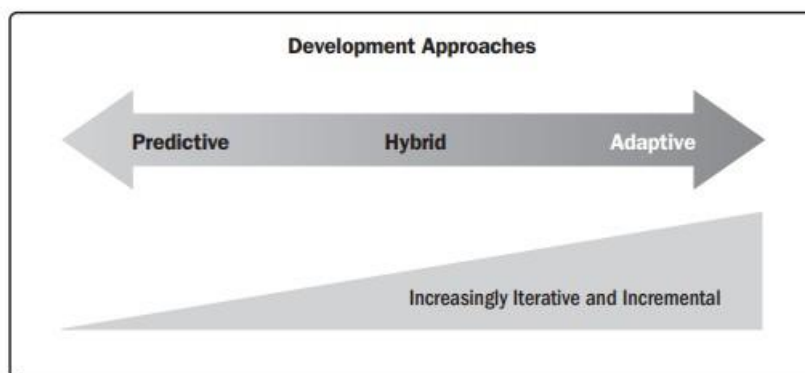 Development Approaches
Predictive Hybrid Adaptive
Increasingly Iterative and Incremental